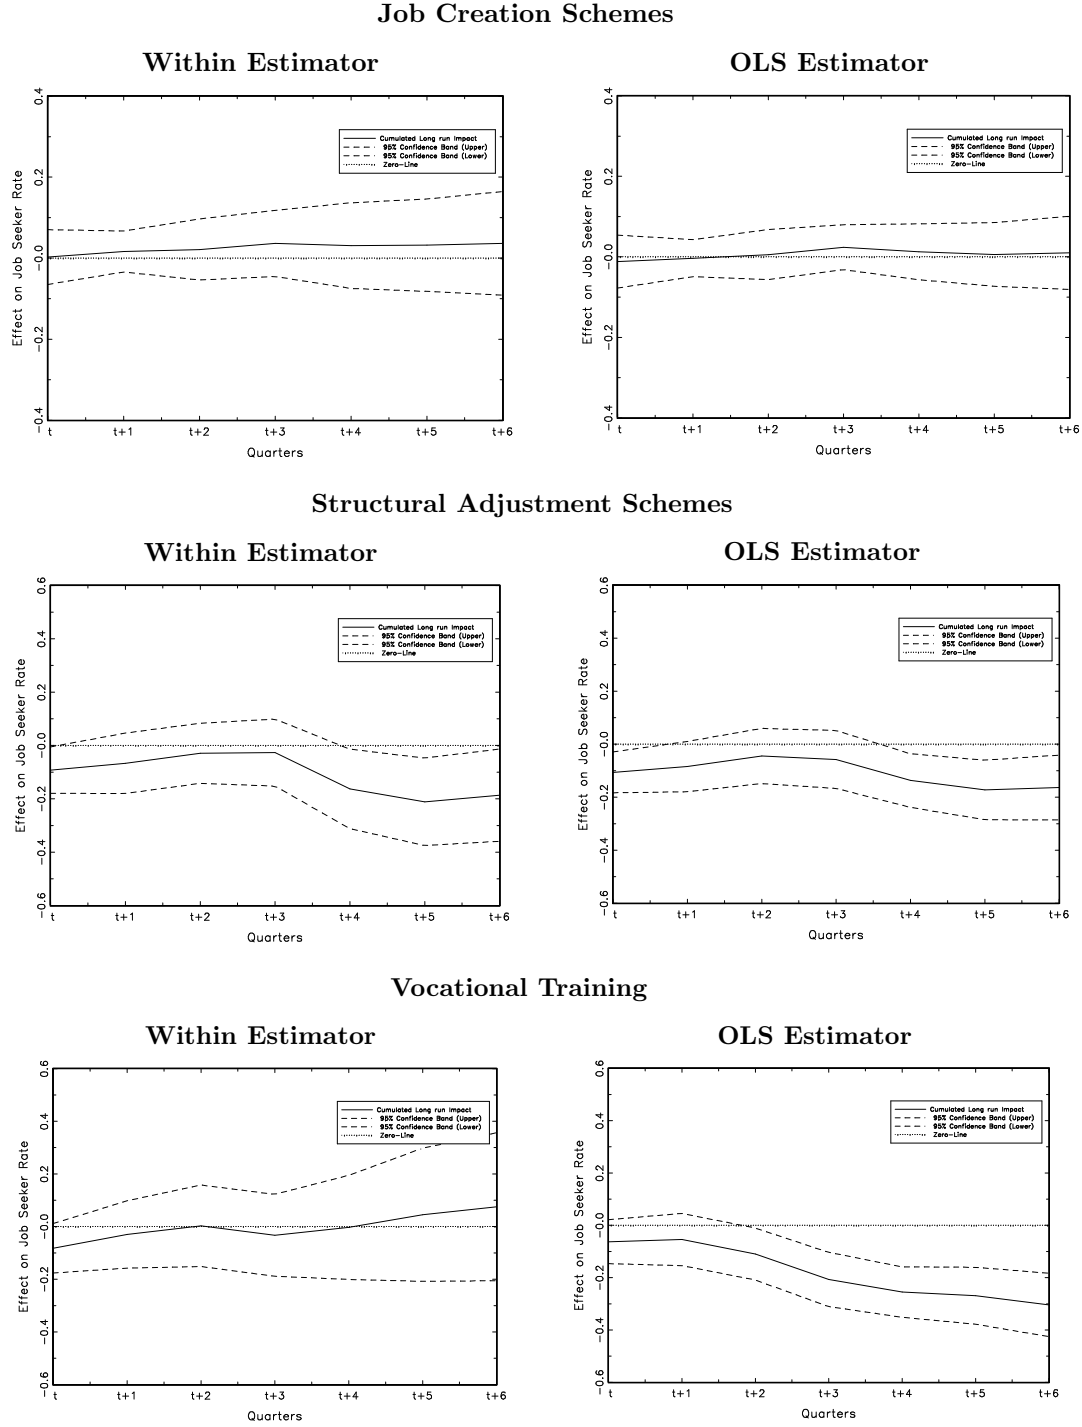 Job Creation Schemes
Within Estimator
OLS Estimator
Effect on Job Seeker Rate
0.4
0.2
-0.0
-0.2
-0.4
Cumulated Long run Impact
95% Confidence Band (Upper)
95% Confidence Band (Lower)
Zero-Line
t t+1 t+2 t+3 t+4 t+5 t+6
Quarters
Effect on Job Seeker Rate
0.4
0.2
-0.0
-0.2
-0.4
Cumulated Long run Impact
95% Confidence Band (Upper)
95% Confidence Band (Lower)
Zero-Line
t t+1 t+2 t+3 t+4 t+5 t+6
Quarters
Structural Adjustment Schemes
Within Estimator
OLS Estimator
Effect on Job Seeker Rate
0.6
0.4
0.2
-0.0
-0.2
-0.4
-0.6
Cumulated Long run Impact
95% Confidence Band (Upper)
95% Confidence Band (Lower)
Zero-Line
t t+1 t+2 t+3 t+4 t+5 t+6
Quarters
Effect on Job Seeker Rate
0.6
0.4
0.2
-0.0
-0.2
-0.4
-0.6
Cumulated Long run Impact
95% Confidence Band (Upper)
95% Confidence Band (Lower)
Zero-Line
t t+1 t+2 t+3 t+4 t+5 t+6
Quarters
Vocational Training
Within Estimator
OLS Estimator
Effect on Job Seeker Rate
0.6
0.4
0.2
-0.0
-0.2
-0.4
-0.6
Cumulated Long run Impact
95% Confidence Band (Upper)
95% Confidence Band (Lower)
Zero-Line
t t+1 t+2 t+3 t+4 t+5 t+6
Quarters
Effect on Job Seeker Rate
0.6
0.4
0.2
-0.0
-0.2
-0.4
-0.6
Cumulated Long run Impact
95% Confidence Band (Upper)
95% Confidence Band (Lower)
Zero-Line
t t+1 t+2 t+3 t+4 t+5 t+6
Quarters